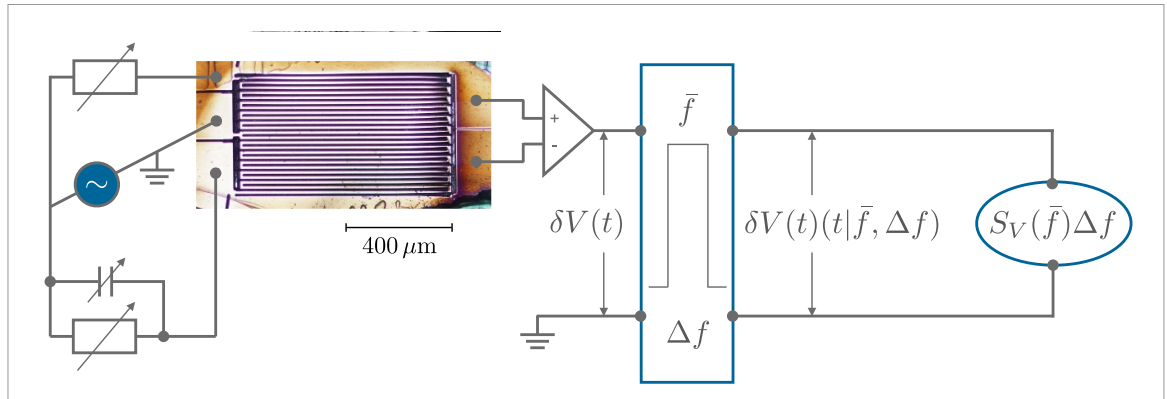 ~
400 μm
+
-
δV(t)
f̄
Δf
δV(t)(t|f̄, Δf)
S_V(f̄)Δf